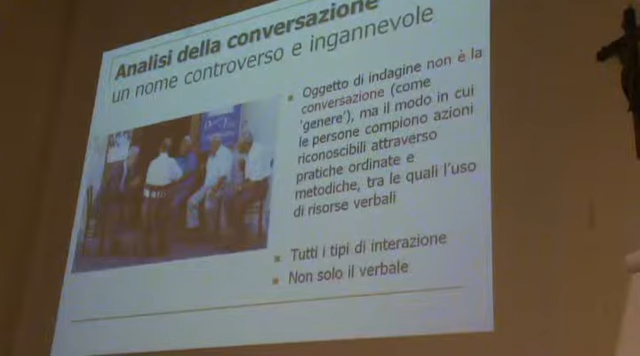 Analisi della conversazione
un nome controverso e ingannevole
Oggetto di indagine non è la
conversazione (come
'genere'), ma il modo in cui
le persone compiono azioni
riconoscibili attraverso
pratiche ordinate e
metodiche, tra le quali l'uso
di risorse verbali
Tutti i tipi di interazione
Non solo il verbale